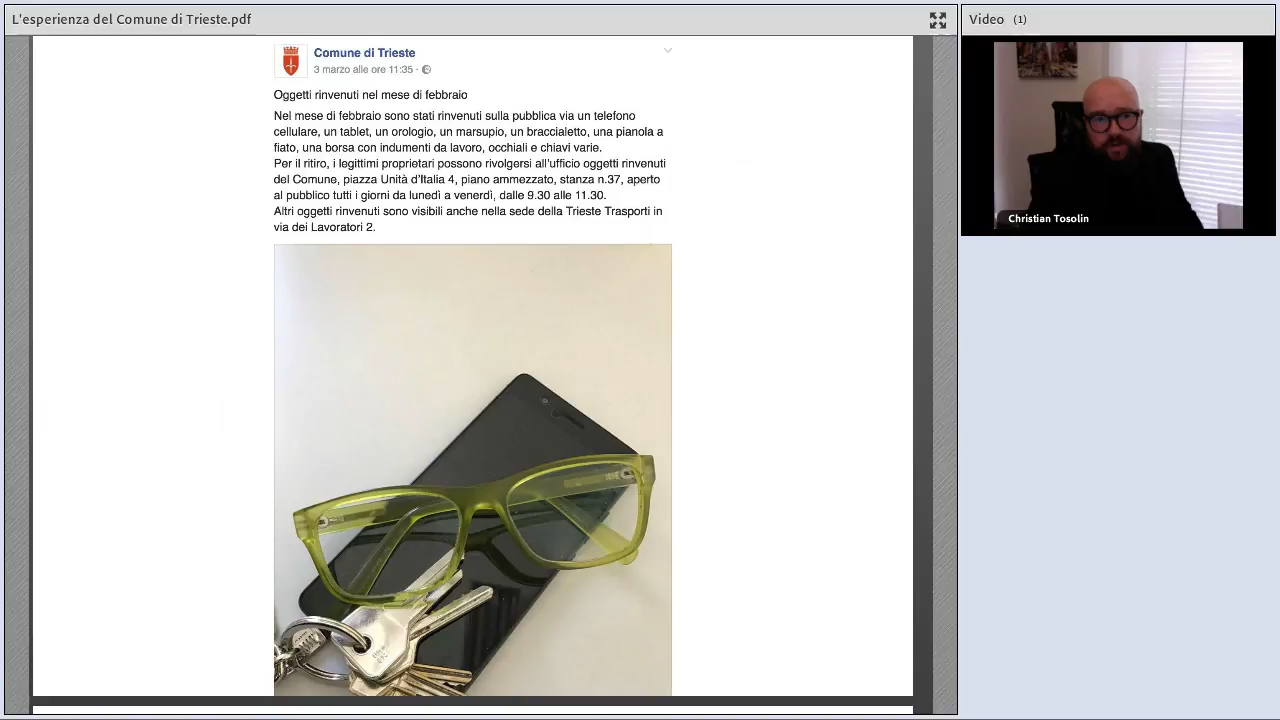 L'esperienza del Comune di Trieste.pdf
Video (1)
Comune di Trieste
3 marzo alle ore 11:35 ·
Oggetti rinvenuti nel mese di febbraio
Nel mese di febbraio sono stati rinvenuti sulla pubblica via un telefono
cellulare, un tablet, un orologio, un marsupio, un braccialetto, una pianola a
fiato, una borsa con indumenti da lavoro, occhiali e chiavi varie.
Per il ritiro, i legittimi proprietari possono rivolgersi all'ufficio oggetti rinvenuti
del Comune, piazza Unità d'Italia 4, piano ammezzato, stanza n.37, aperto
al pubblico tutti i giorni da lunedì a venerdì, dalle 9.30 alle 11.30.
Altri oggetti rinvenuti sono visibili anche nella sede della Trieste Trasporti in
via dei Lavoratori 2.
Christian Tosolin